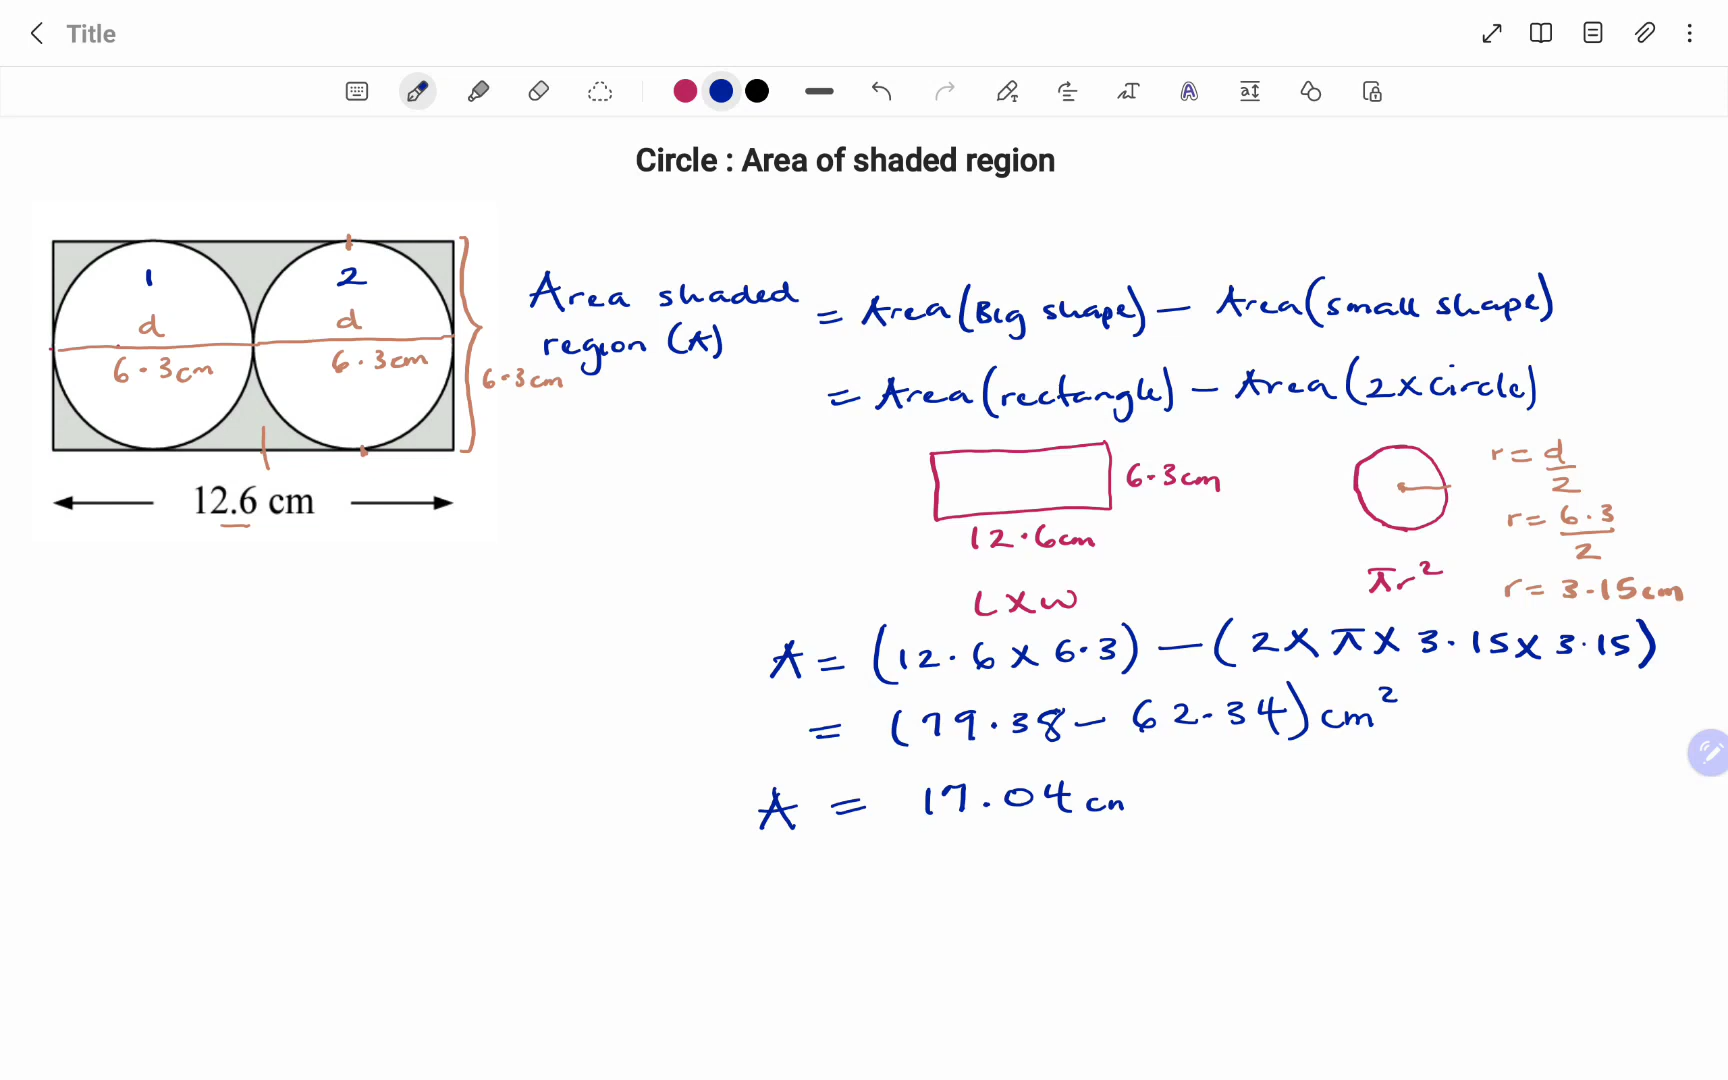 Title
Circle : Area of shaded region
1
2
d
d
6.3cm
6.3cm
6.3cm
12.6 cm
Area shaded region (A)
= Area(Big shape) - Area(small shape)
= Area(rectangle) - Area(2xcircle)
6.3cm
12.6cm
LXW
πr²
r = d/2
r = 6.3/2
r = 3.15cm
A = (12.6 x 6.3) - (2 x π x 3.15 x 3.15)
= (79.38 - 62.34) cm²
A = 17.04 cm